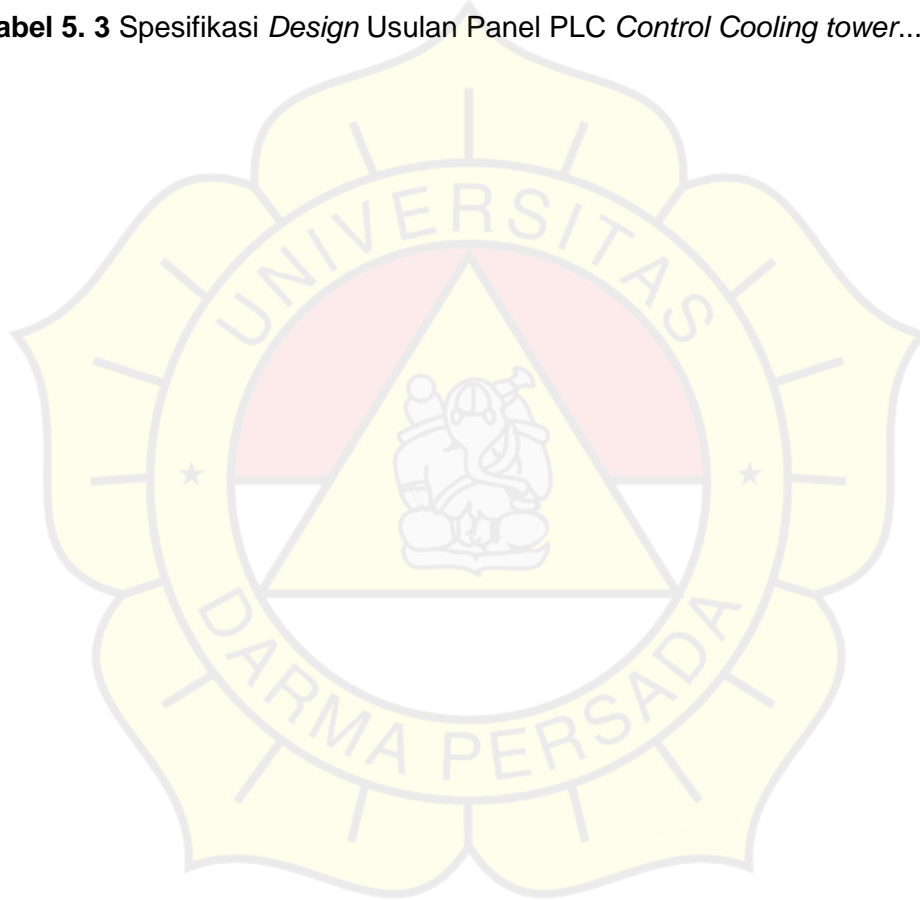 abel 5. 3 Spesifikasi Design Usulan Panel PLC Control Cooling tower...
UNIVERSITAS
DARMA PERSADA